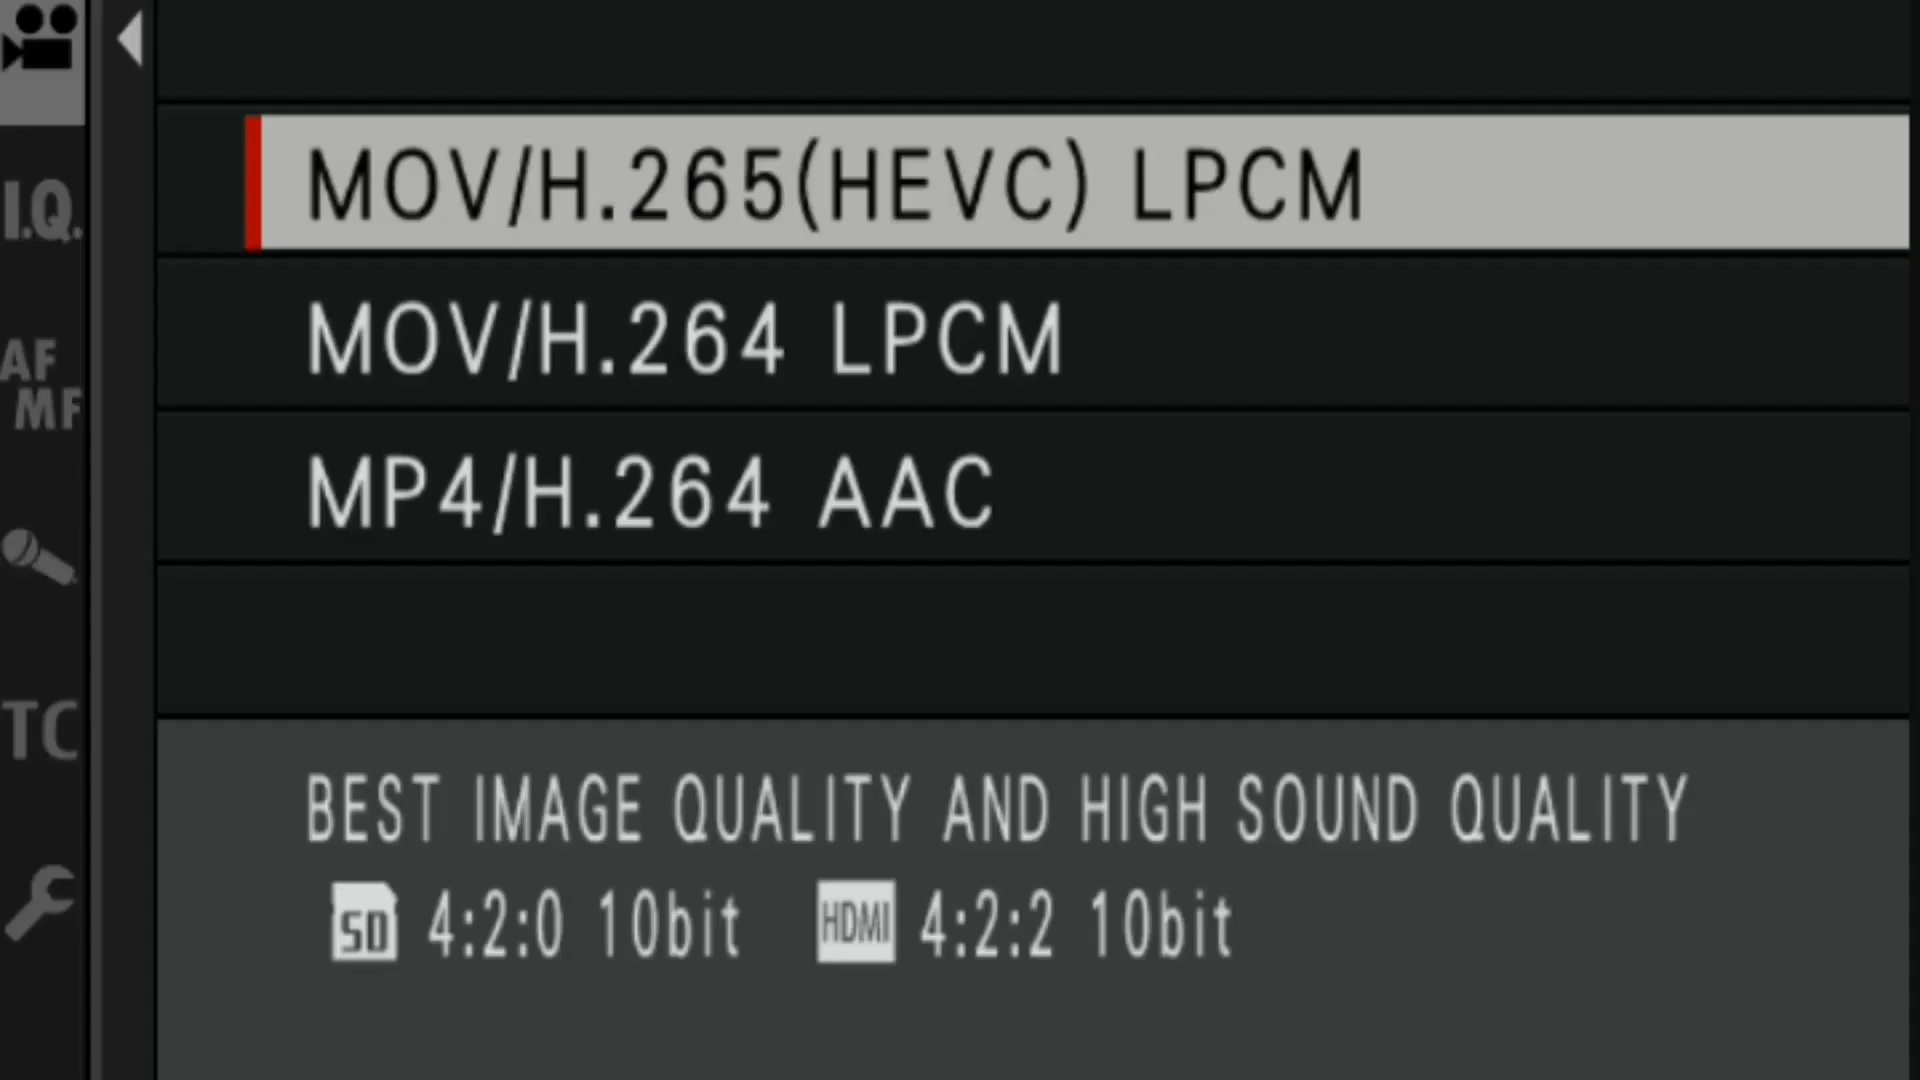 MOV/H.265(HEVC) LPCM
I.Q.
MOV/H.264 LPCM
AF
MF
MP4/H.264 AAC
TC
BEST IMAGE QUALITY AND HIGH SOUND QUALITY
SD 4:2:0 10bit HDMI 4:2:2 10bit